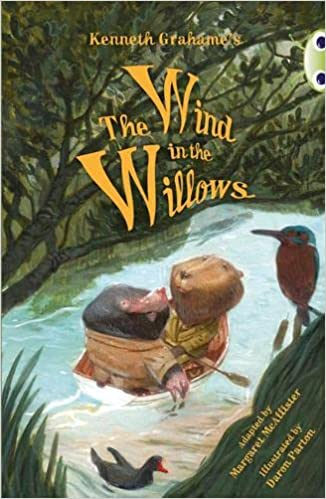 Kenneth Grahame's
The Wind
in the
Willows
Adapted by
Margaret McAllister
Illustrated by
Daron Parton